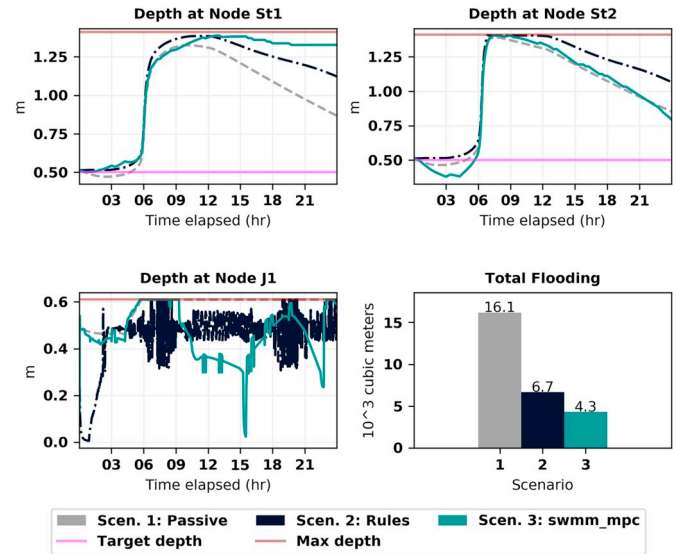 Depth at Node St1
1.25
1.00
0.75
0.50
m
03 06 09 12 15 18 21
Time elapsed (hr)
Depth at Node St2
1.25
1.00
0.75
0.50
m
03 06 09 12 15 18 21
Time elapsed (hr)
Depth at Node J1
0.6
0.4
0.2
0.0
m
03 06 09 12 15 18 21
Time elapsed (hr)
Total Flooding
16.1
6.7
4.3
15
10
5
0
10^3 cubic meters
1 2 3
Scenario
Scen. 1: Passive Scen. 2: Rules Scen. 3: swmm_mpc
Target depth Max depth